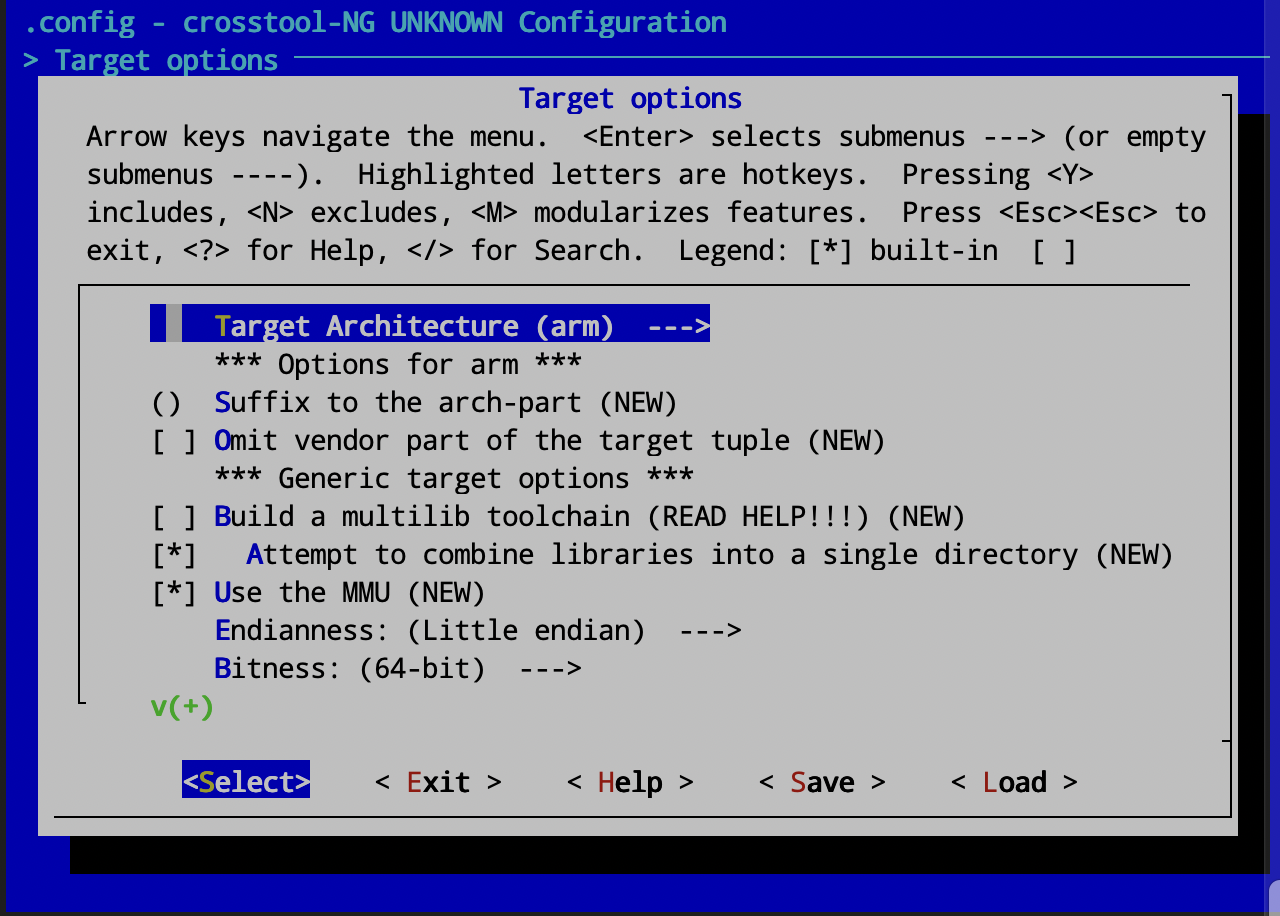 .config - crosstool-NG UNKNOWN Configuration
> Target options
Target options
Arrow keys navigate the menu.  <Enter> selects submenus ---> (or empty
submenus ----).  Highlighted letters are hotkeys.  Pressing <Y>
includes, <N> excludes, <M> modularizes features.  Press <Esc><Esc> to
exit, <?> for Help, </> for Search.  Legend: [*] built-in  [ ]
Target Architecture (arm)  --->
*** Options for arm ***
()  Suffix to the arch-part (NEW)
[ ] Omit vendor part of the target tuple (NEW)
*** Generic target options ***
[ ] Build a multilib toolchain (READ HELP!!!) (NEW)
[*]   Attempt to combine libraries into a single directory (NEW)
[*] Use the MMU (NEW)
Endianness: (Little endian)  --->
Bitness: (64-bit)  --->
v(+)
<Select>    < Exit >    < Help >    < Save >    < Load >